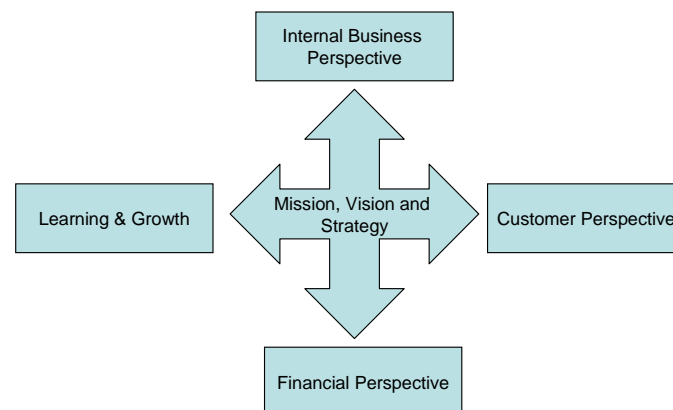 Internal Business
Perspective
Learning & Growth
Mission, Vision and
Strategy
Customer Perspective
Financial Perspective